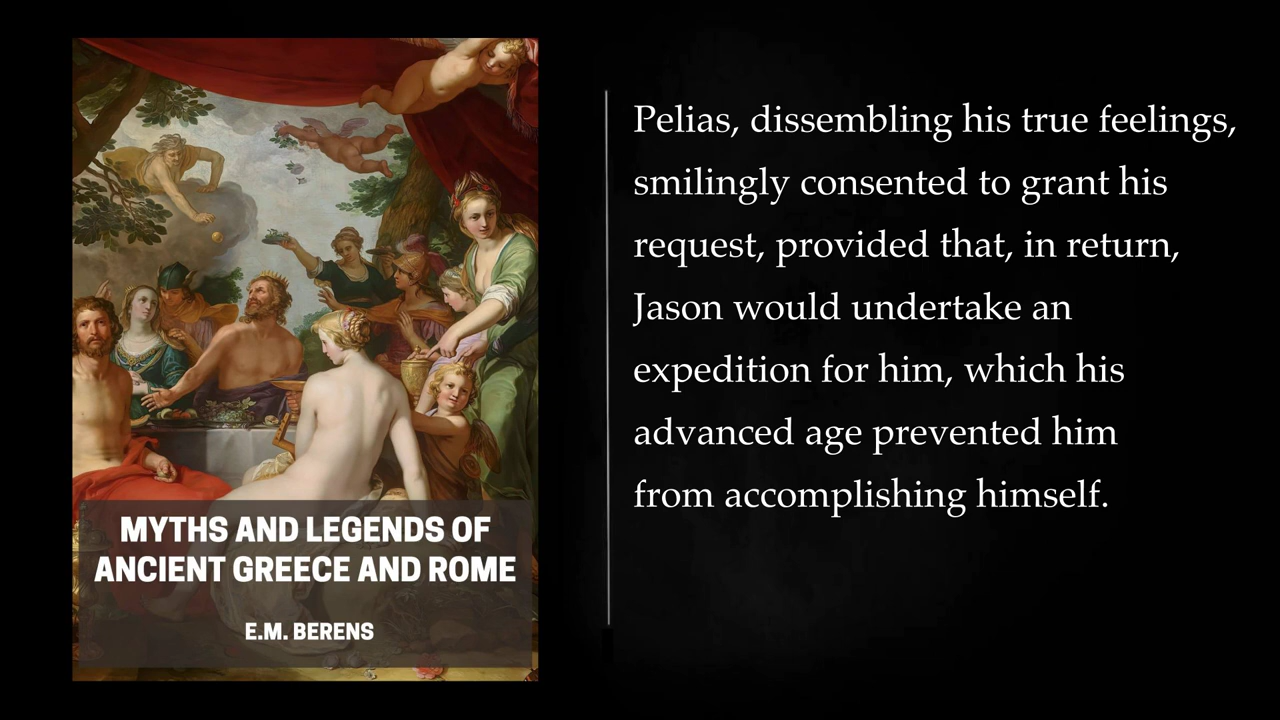 MYTHS AND LEGENDS OF
ANCIENT GREECE AND ROME
E.M. BERENS
Pelias, dissembling his true feelings,
smilingly consented to grant his
request, provided that, in return,
Jason would undertake an
expedition for him, which his
advanced age prevented him
from accomplishing himself.